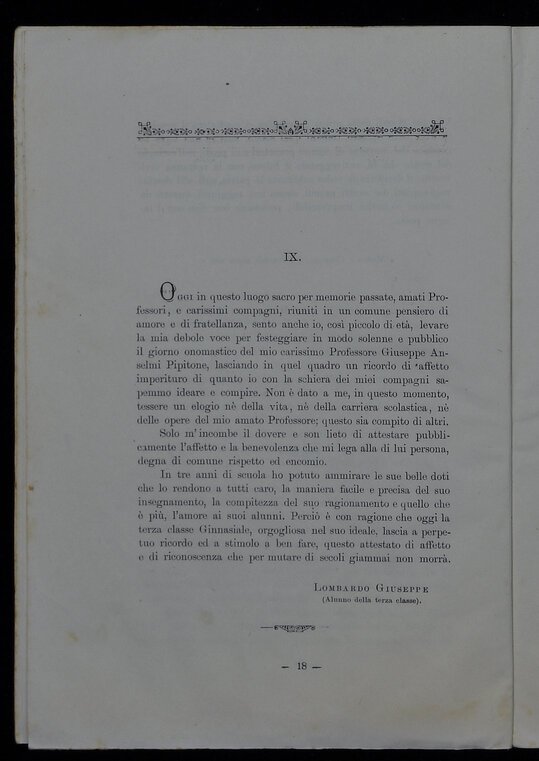 IX.
Oggi in questo luogo sacro per memorie passate, amati Pro-
fessori, e carissimi compagni, riuniti in un comune pensiero di
amore e di fratellanza, sento anche io, così piccolo di età, levare
la mia debole voce per festeggiare in modo solenne e pubblico
il giorno onomastico del mio carissimo Professore Giuseppe An-
selmi Pipitone, lasciando in quel quadro un ricordo di affetto
imperituro di quanto io con la schiera dei miei compagni sa-
pemmo ideare e compire. Non è dato a me, in questo momento,
tessere un elogio nè della vita, nè della carriera scolastica, nè
delle opere del mio amato Professore; questo sia compito di altri.
Solo m'incombe il dovere e son lieto di attestare pubbli-
camente l'affetto e la benevolenza che mi lega alla di lui persona,
degna di comune rispetto ed encomio.
In tre anni di scuola ho potuto ammirare le sue belle doti
che lo rendono a tutti caro, la maniera facile e precisa del suo
insegnamento, la compitezza del suo ragionamento e quello che
è più, l'amore ai suoi alunni. Perciò è con ragione che oggi la
terza classe Ginnasiale, orgogliosa nel suo ideale, lascia a perpe-
tuo ricordo ed a stimolo a ben fare, questo attestato di affetto
e di riconoscenza che per mutare di secoli giammai non morrà.
Lombardo Giuseppe
(Alunno della terza classe).
— 18 —